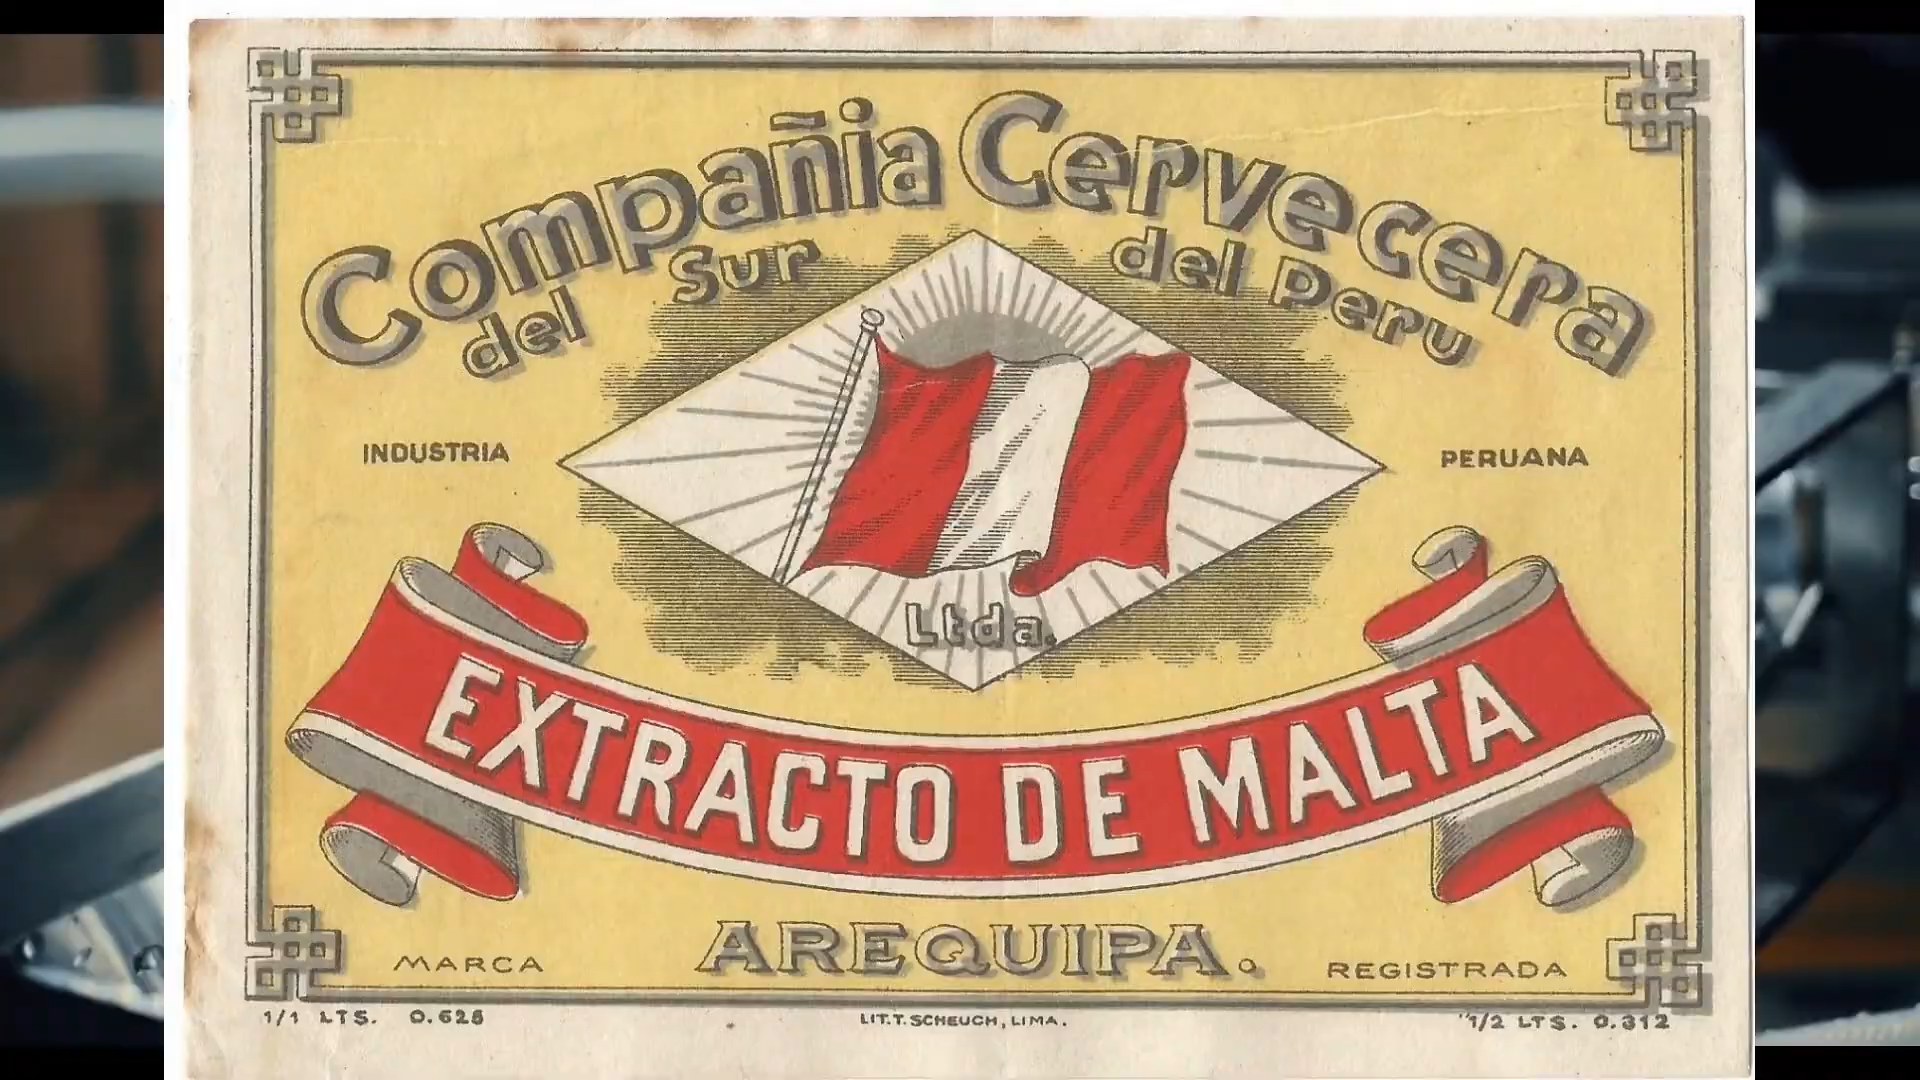 Compañia Cervecera
del Sur del Peru
INDUSTRIA
PERUANA
Ltda.
EXTRACTO DE MALTA
AREQUIPA.
MARCA
REGISTRADA
1/1 LTS. 0.625
LIT.T.SCHEUCH, LIMA.
1/2 LTS. 0.312